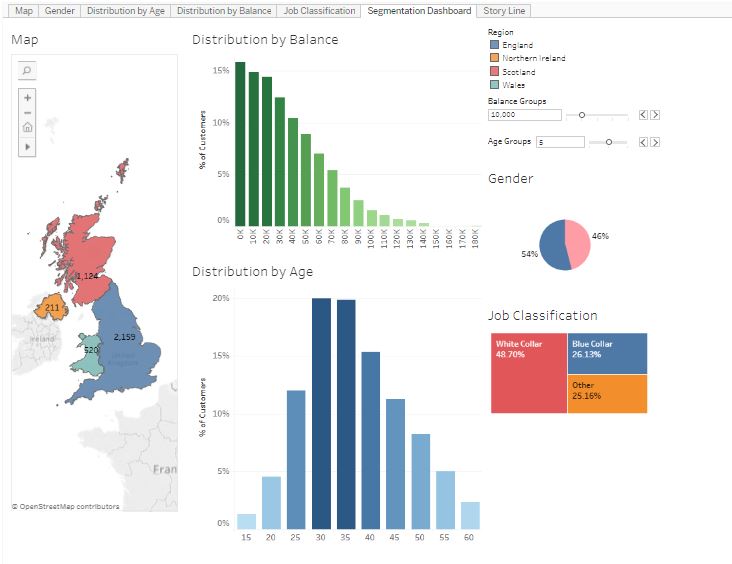 Map Gender Distribution by Age Distribution by Balance Job Classification Segmentation Dashboard Story Line
Map
1,124
211
2,159
520
Ireland
United
Kingdom
Fran
© OpenStreetMap contributors
Distribution by Balance
% of Customers
15%
10%
5%
0%
0K 10K 20K 30K 40K 50K 60K 70K 80K 90K 100K 110K 120K 130K 140K 150K 160K 170K 180K
Distribution by Age
% of Customers
20%
15%
10%
5%
0%
15 20 25 30 35 40 45 50 55 60
Region
England
Northern Ireland
Scotland
Wales
Balance Groups
10,000
Age Groups 5
Gender
46%
54%
Job Classification
White Collar
48.70%
Blue Collar
26.13%
Other
25.16%